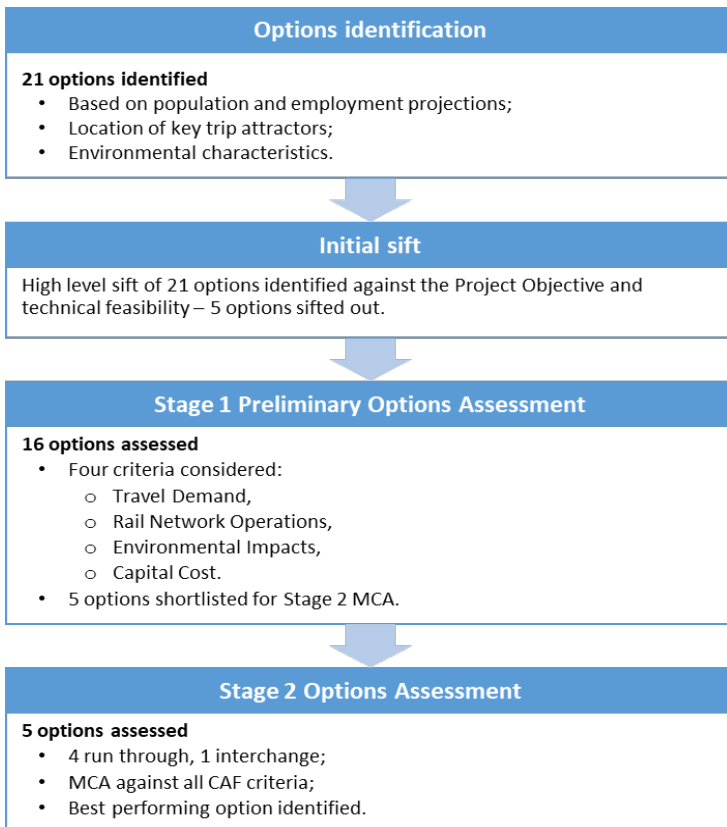 Options identification
21 options identified
• Based on population and employment projections;
• Location of key trip attractors;
• Environmental characteristics.
Initial sift
High level sift of 21 options identified against the Project Objective and
technical feasibility – 5 options sifted out.
Stage 1 Preliminary Options Assessment
16 options assessed
• Four criteria considered:
o Travel Demand,
o Rail Network Operations,
o Environmental Impacts,
o Capital Cost.
• 5 options shortlisted for Stage 2 MCA.
Stage 2 Options Assessment
5 options assessed
• 4 run through, 1 interchange;
• MCA against all CAF criteria;
• Best performing option identified.